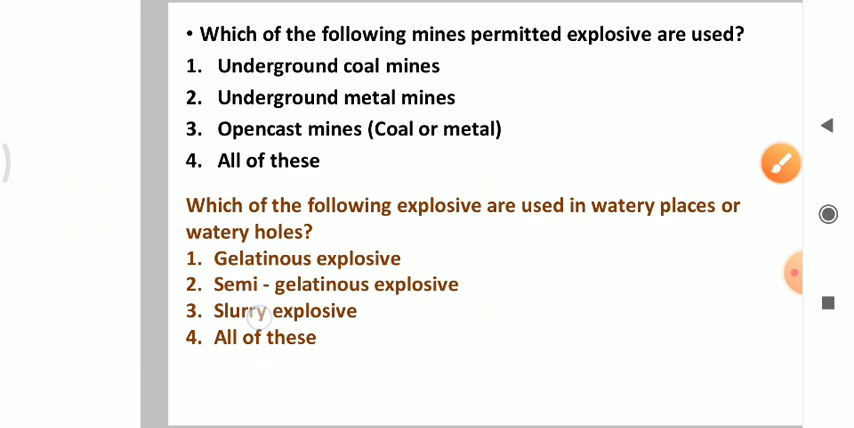 • Which of the following mines permitted explosive are used?
1. Underground coal mines
2. Underground metal mines
3. Opencast mines (Coal or metal)
4. All of these
Which of the following explosive are used in watery places or
watery holes?
1. Gelatinous explosive
2. Semi - gelatinous explosive
3. Slurry explosive
4. All of these